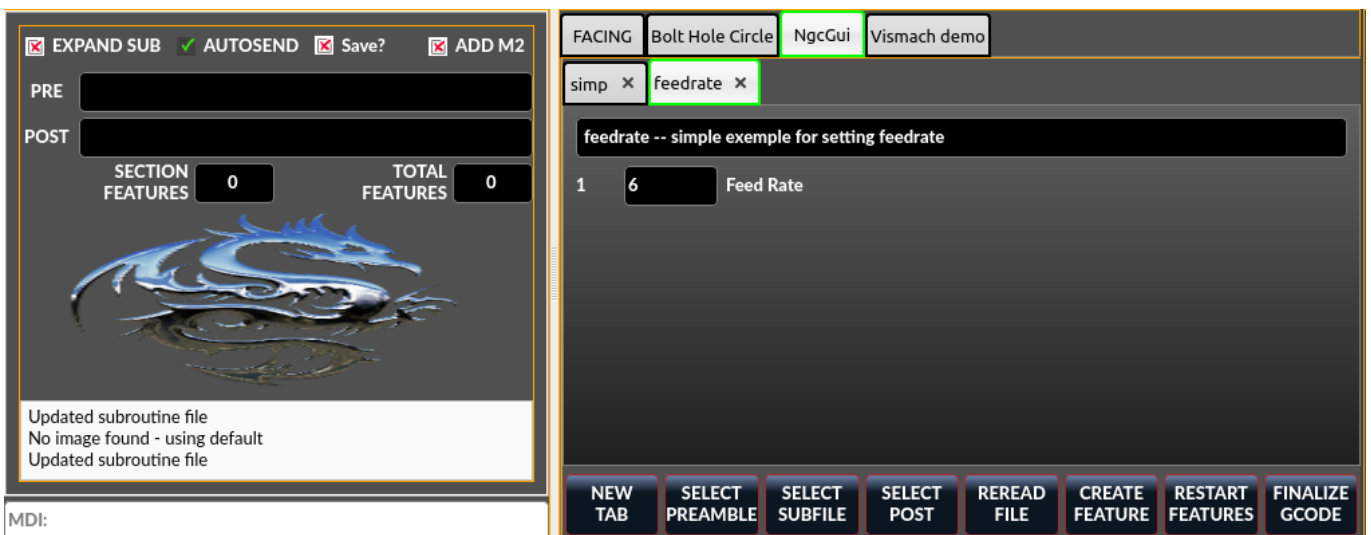 EXPAND SUB AUTOSEND Save? ADD M2
PRE
POST
SECTION FEATURES 0 TOTAL FEATURES 0
Updated subroutine file
No image found - using default
Updated subroutine file
MDI:
FACING Bolt Hole Circle NgcGui Vismach demo
simp × feedrate ×
feedrate -- simple exemple for setting feedrate
1 6 Feed Rate
NEW TAB SELECT PREAMBLE SELECT SUBFILE SELECT POST REREAD FILE CREATE FEATURE RESTART FEATURES FINALIZE GCODE